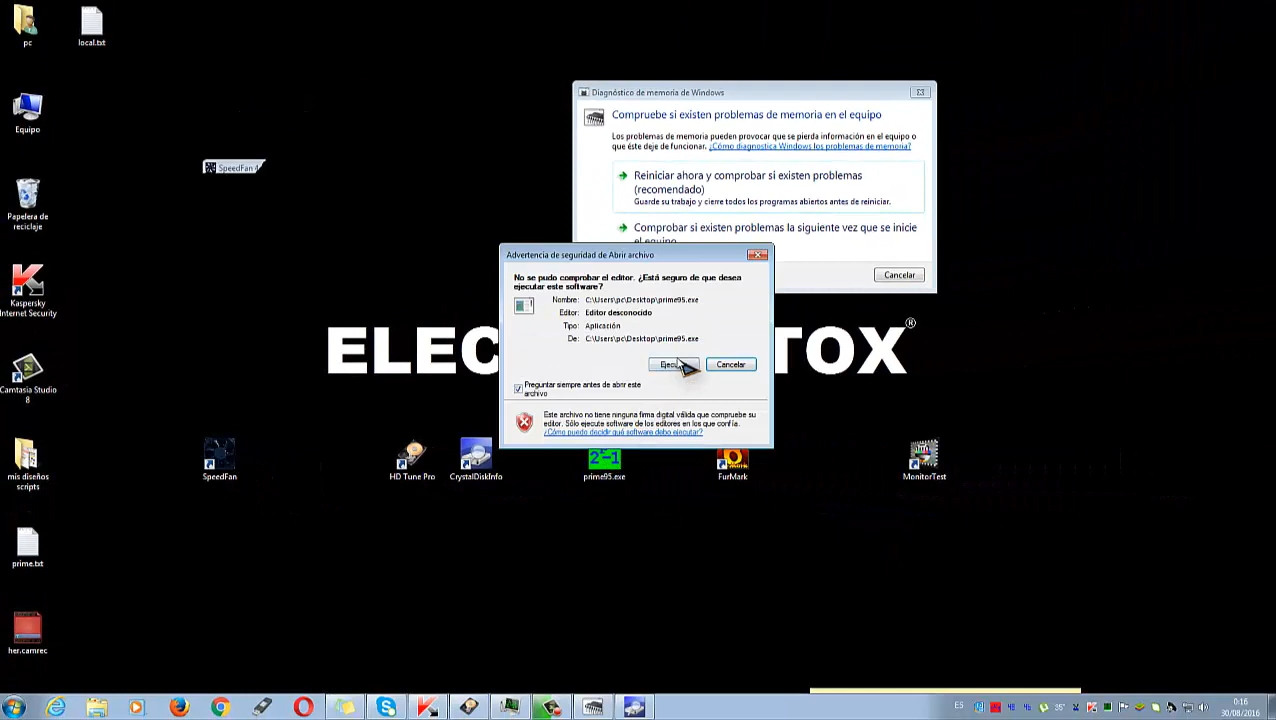 pc
local.txt
Equipo
Papelera de
reciclaje
Kaspersky
Internet Security
Camtasia Studio
8
mis diseños
scripts
prime.txt
her.camrec
SpeedFan 4
Diagnóstico de memoria de Windows
Compruebe si existen problemas de memoria en el equipo
Los problemas de memoria pueden provocar que se pierda información en el equipo o
que éste deje de funcionar. ¿Cómo diagnostica Windows los problemas de memoria?
Reiniciar ahora y comprobar si existen problemas
(recomendado)
Guarde su trabajo y cierre todos los programas abiertos antes de reiniciar.
Comprobar si existen problemas la siguiente vez que se inicie
el equipo
Cancelar
Advertencia de seguridad de Abrir archivo
No se pudo comprobar el editor. ¿Está seguro de que desea
ejecutar este software?
Nombre: C:\Users\pc\Desktop\prime95.exe
Editor: Editor desconocido
Tipo: Aplicación
De: C:\Users\pc\Desktop\prime95.exe
Cancelar
Preguntar siempre antes de abrir este
archivo
Este archivo no tiene ninguna firma digital válida que compruebe su
editor. Sólo ejecute software de los editores en los que confía.
¿Cómo puedo decidir qué software debo ejecutar?
ELEC TOX®
SpeedFan
HD Tune Pro
CrystalDiskInfo
prime95.exe
FurMark
MonitorTest
ES
35°
0:16
30/08/2016